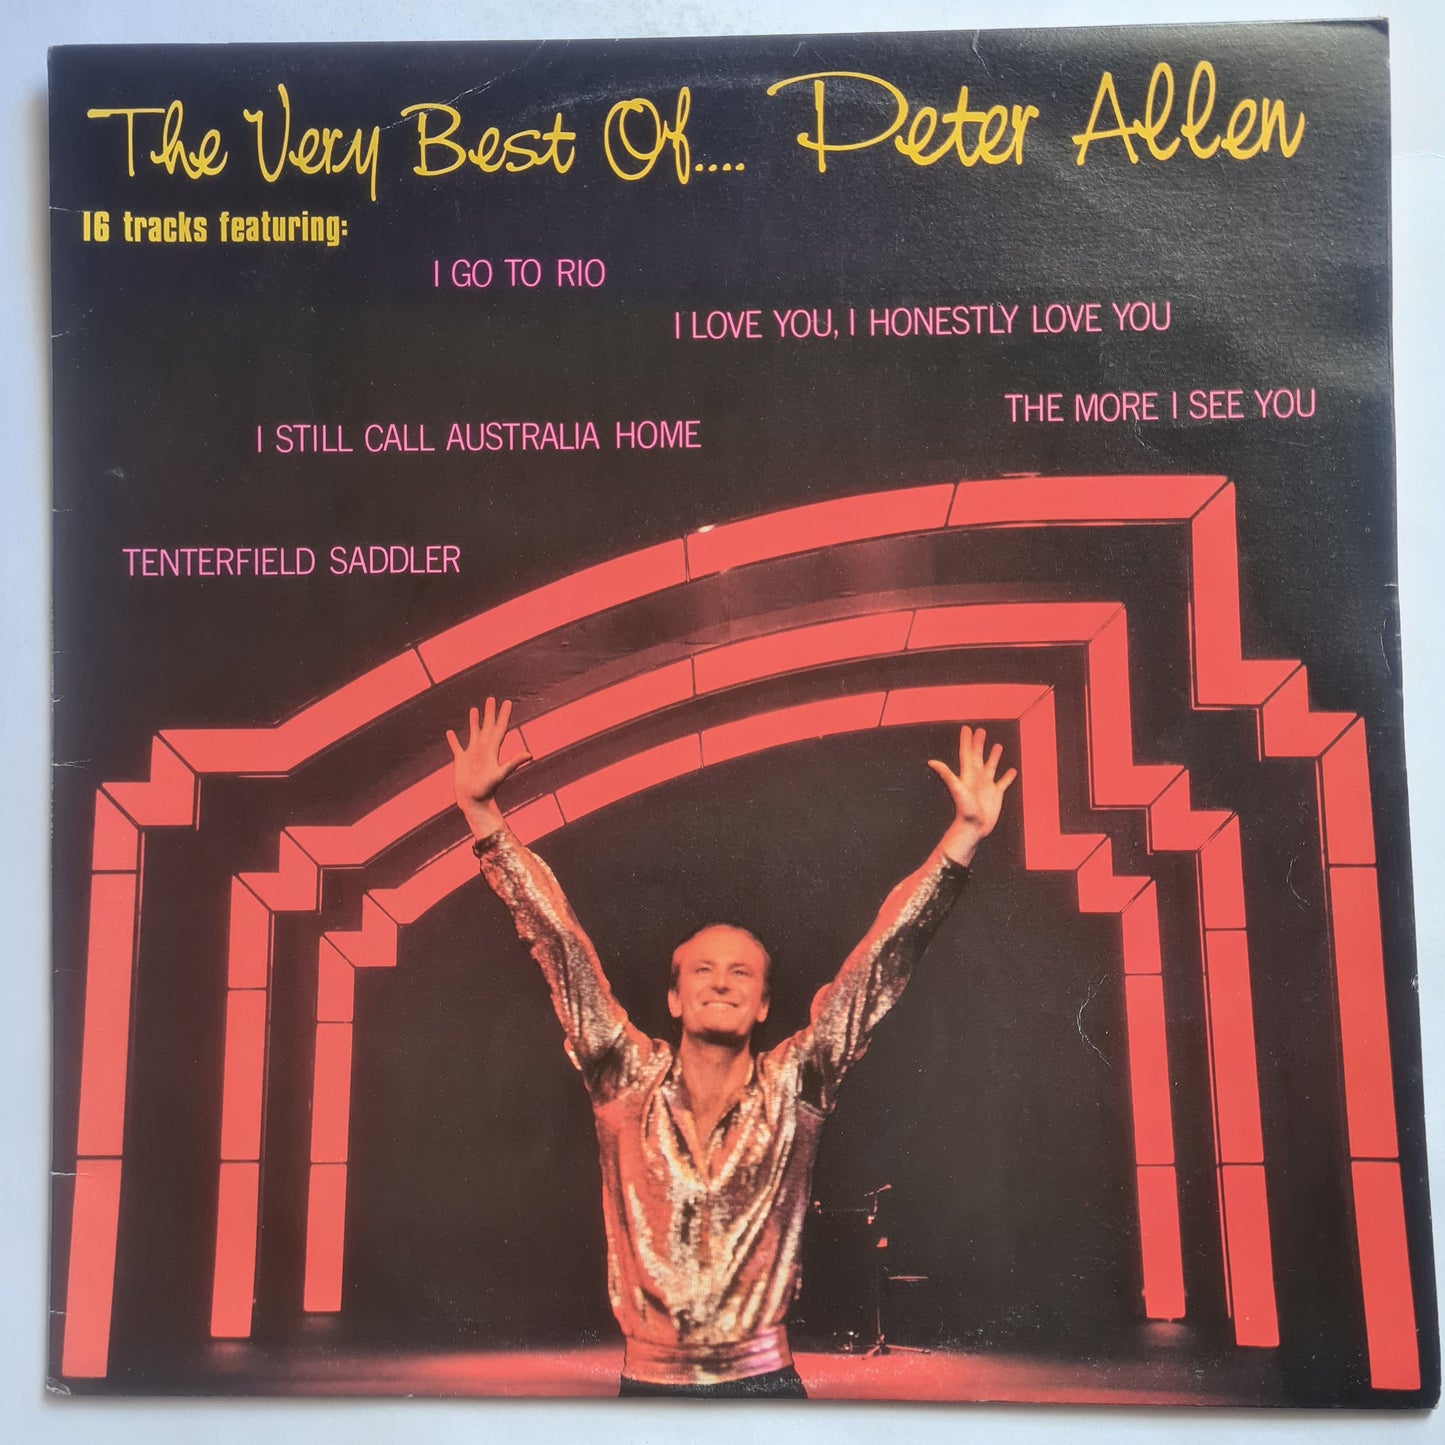 The Very Best Of.... Peter Allen
16 tracks featuring:
I GO TO RIO
I LOVE YOU, I HONESTLY LOVE YOU
THE MORE I SEE YOU
I STILL CALL AUSTRALIA HOME
TENTERFIELD SADDLER